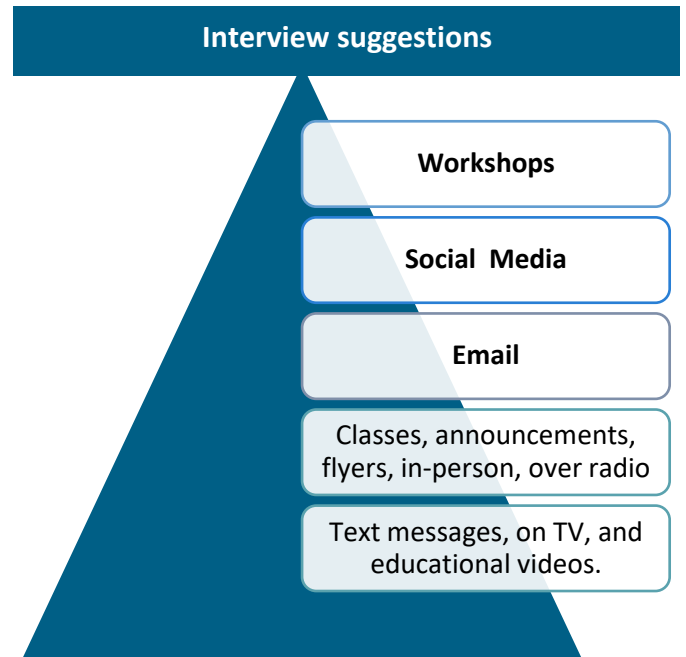 Interview suggestions
Workshops
Social  Media
Email
Classes, announcements,
flyers, in-person, over radio
Text messages, on TV, and
educational videos.